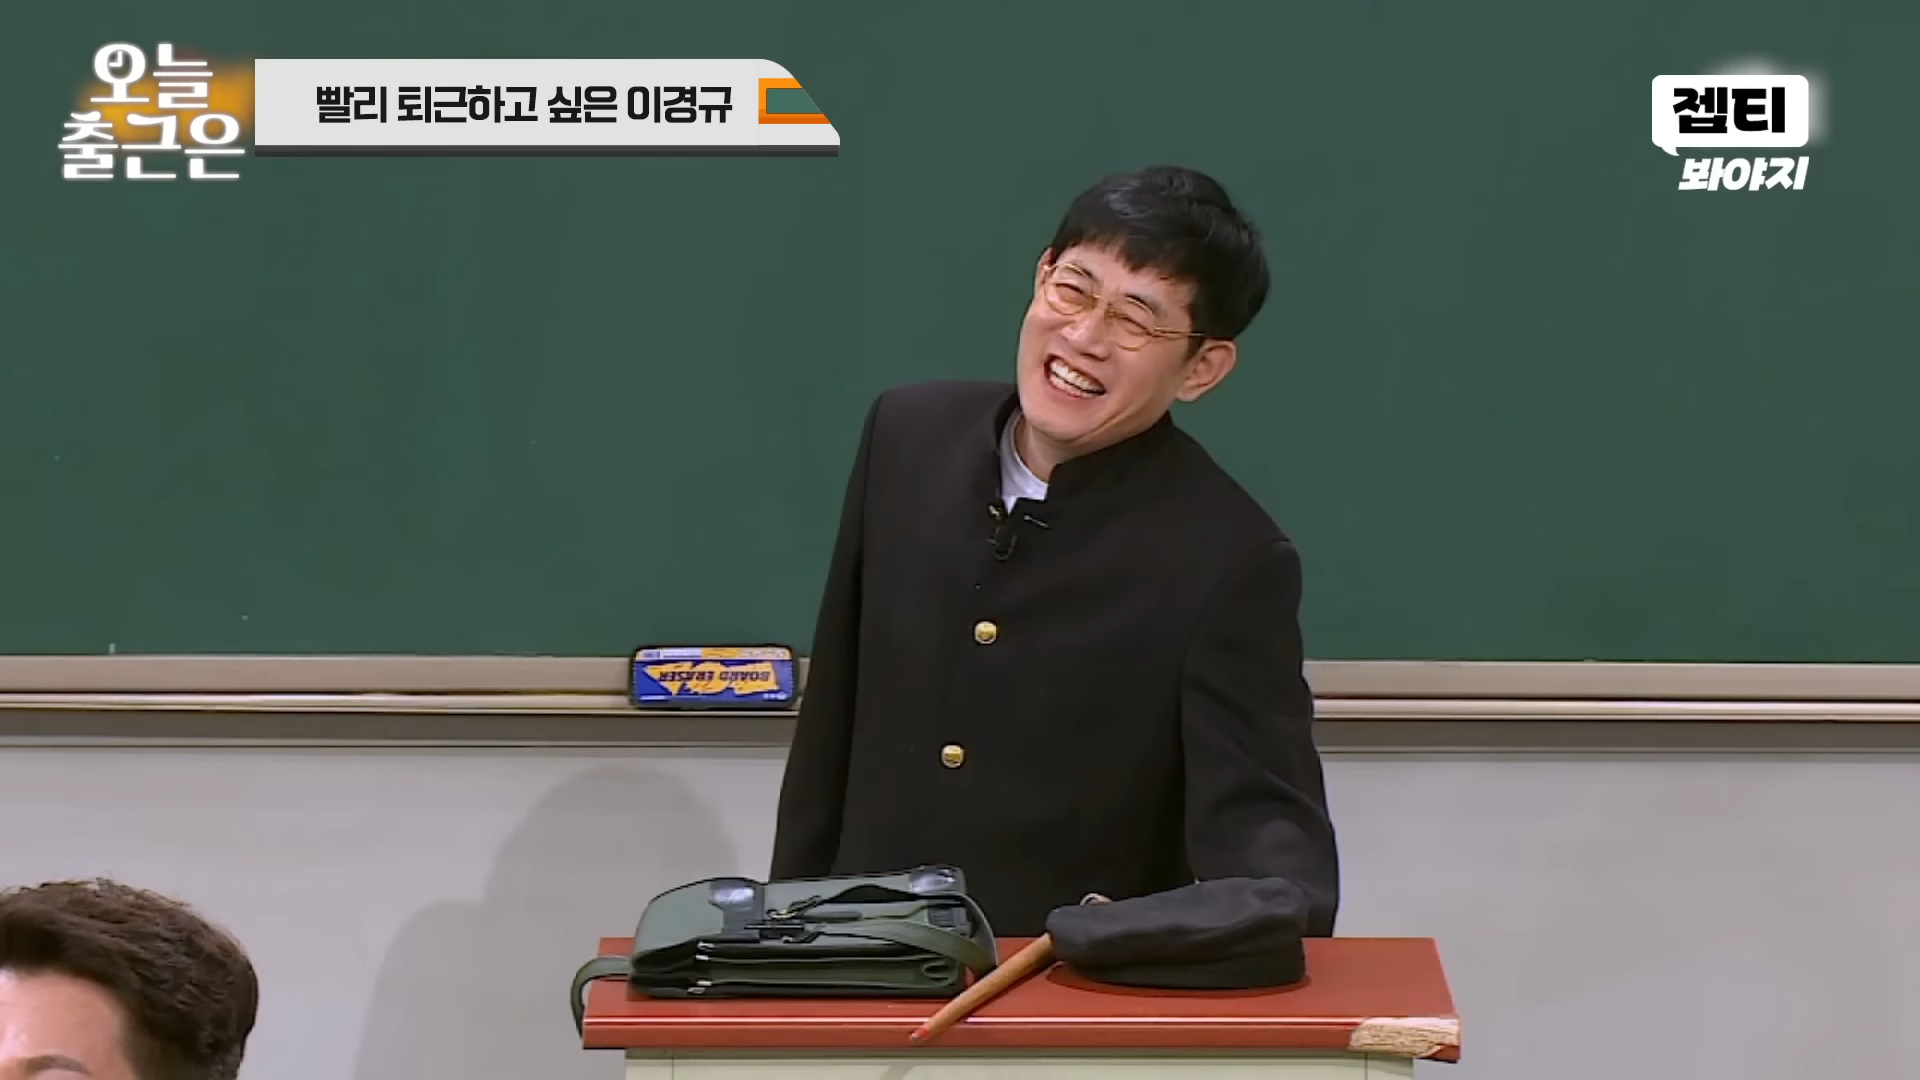 오늘
출근은
빨리 퇴근하고 싶은 이경규
젭티
봐야지
BOARD ERASER